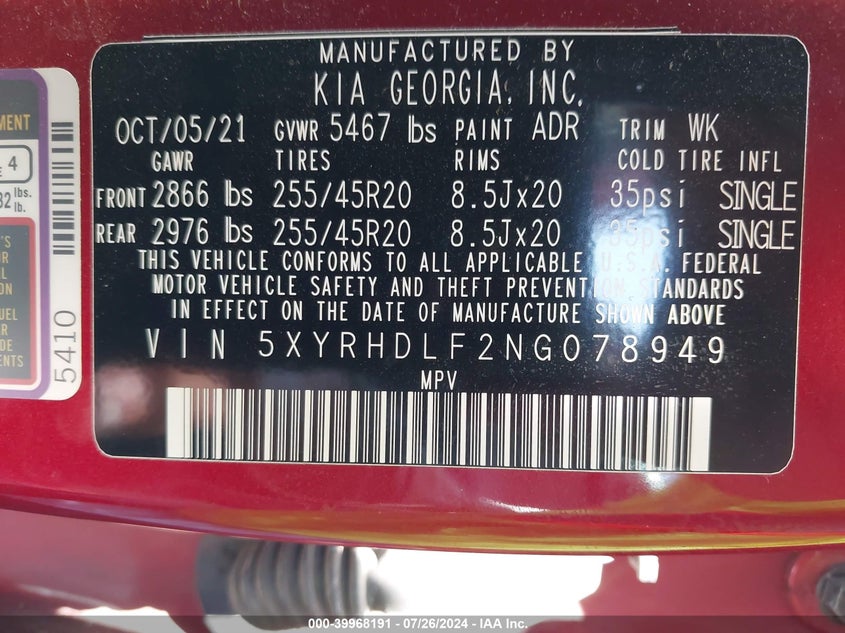 MANUFACTURED BY
KIA GEORGIA, INC.
OCT/05/21 GVWR 5467 lbs PAINT ADR TRIM WK
GAWR TIRES RIMS COLD TIRE INFL
FRONT 2866 lbs 255/45R20 8.5Jx20 35psi SINGLE
REAR 2976 lbs 255/45R20 8.5Jx20 35psi SINGLE
THIS VEHICLE CONFORMS TO ALL APPLICABLE U.S.A. FEDERAL
MOTOR VEHICLE SAFETY AND THEFT PREVENTION STANDARDS
IN EFFECT ON THE DATE OF MANUFACTURE SHOWN ABOVE
VIN 5XYRHDLF2NG078949
MPV
4
lbs.
lb.
5410
000-39968191 - 07/26/2024 - IAA Inc.